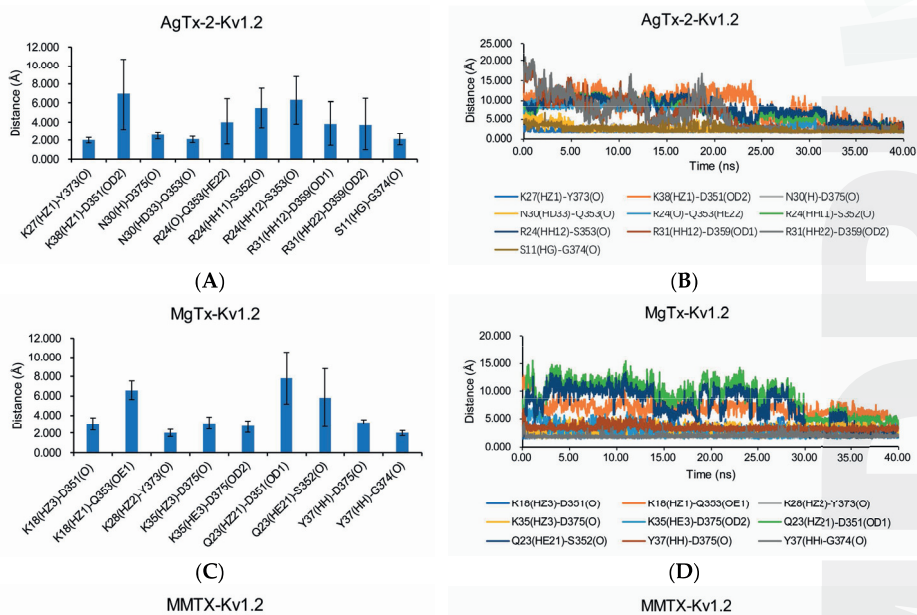 AgTx-2-Kv1.2
Distance (Å)
12.000
10.000
8.000
6.000
4.000
2.000
0.000
K27(HZ1)-Y373(O)
K38(HZ1)-D351(OD2)
N30(H)-D375(O)
N30(HD33)-Q353(O)
R24(O)-Q353(HE22)
R24(HH11)-S352(O)
R24(HH12)-S353(O)
R31(HH12)-D359(OD1)
R31(HH22)-D359(OD2)
S11(HG)-G374(O)
(A)
AgTx-2-Kv1.2
Distance (Å)
25.000
20.000
15.000
10.000
5.000
0.000
0.00 5.00 10.00 15.00 20.00 25.00 30.00 35.00 40.00
Time (ns)
K27(HZ1)-Y373(O) K38(HZ1)-D351(OD2) N30(H)-D375(O)
N30(HD33)-Q353(O) R24(O)-Q353(HE22) R24(HH11)-S352(O)
R24(HH12)-S353(O) R31(HH12)-D359(OD1) R31(HH22)-D359(OD2)
S11(HG)-G374(O)
(B)
MgTx-Kv1.2
Distance (Å)
12.000
10.000
8.000
6.000
4.000
2.000
0.000
K18(HZ3)-D351(O)
K18(HZ1)-Q353(OE1)
K28(HZ2)-Y373(O)
K35(HZ3)-D375(O)
K35(HE3)-D375(OD2)
Q23(HZ21)-D351(OD1)
Q23(HE21)-S352(O)
Y37(HH)-D375(O)
Y37(HH)-G374(O)
(C)
MgTx-Kv1.2
Distance (Å)
20.000
15.000
10.000
5.000
0.000
0.00 5.00 10.00 15.00 20.00 25.00 30.00 35.00 40.00
Time (ns)
K18(HZ3)-D351(O) K18(HZ1)-Q353(OE1) K28(HZ2)-Y373(O)
K35(HZ3)-D375(O) K35(HE3)-D375(OD2) Q23(HZ21)-D351(OD1)
Q23(HE21)-S352(O) Y37(HH)-D375(O) Y37(HH)-G374(O)
(D)
MMTX-Kv1.2
MMTX-Kv1.2